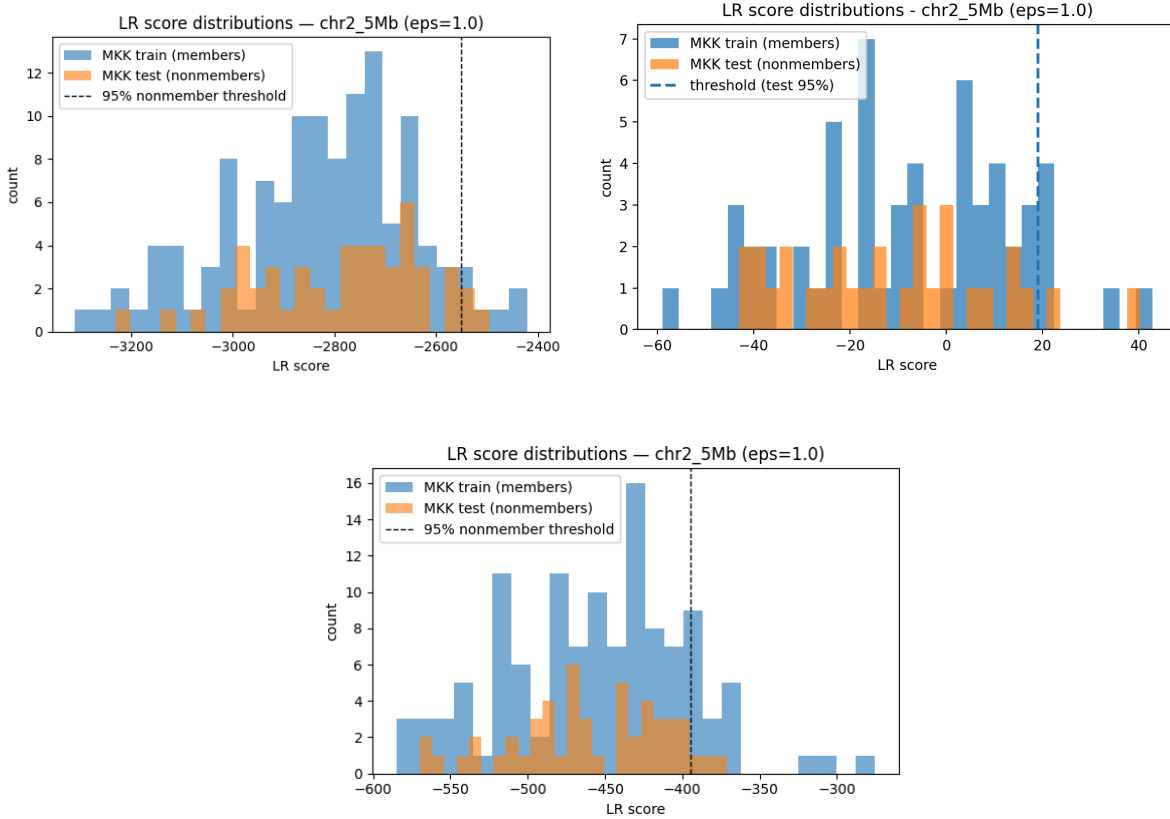 LR score distributions — chr2_5Mb (eps=1.0)
MKK train (members)
MKK test (nonmembers)
95% nonmember threshold
count
12
10
8
6
4
2
0
−3200
−3000
−2800
−2600
−2400
LR score
LR score distributions - chr2_5Mb (eps=1.0)
MKK train (members)
MKK test (nonmembers)
threshold (test 95%)
count
7
6
5
4
3
2
1
0
−60
−40
−20
0
20
40
LR score
LR score distributions — chr2_5Mb (eps=1.0)
MKK train (members)
MKK test (nonmembers)
95% nonmember threshold
count
16
14
12
10
8
6
4
2
0
−600
−550
−500
−450
−400
−350
−300
LR score